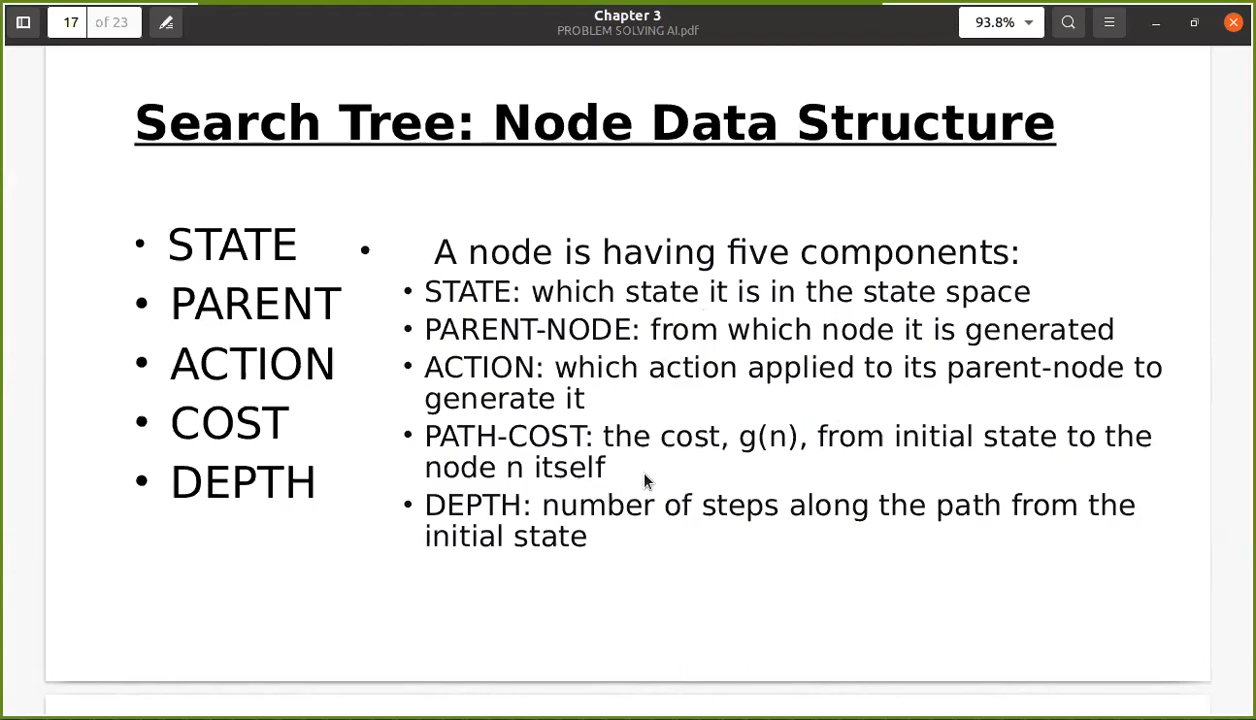 17 of 23
Chapter 3
PROBLEM SOLVING AI.pdf
93.8%
Search Tree: Node Data Structure
• STATE
• PARENT
• ACTION
• COST
• DEPTH
• A node is having five components:
• STATE: which state it is in the state space
• PARENT-NODE: from which node it is generated
• ACTION: which action applied to its parent-node to
generate it
• PATH-COST: the cost, g(n), from initial state to the
node n itself
• DEPTH: number of steps along the path from the
initial state